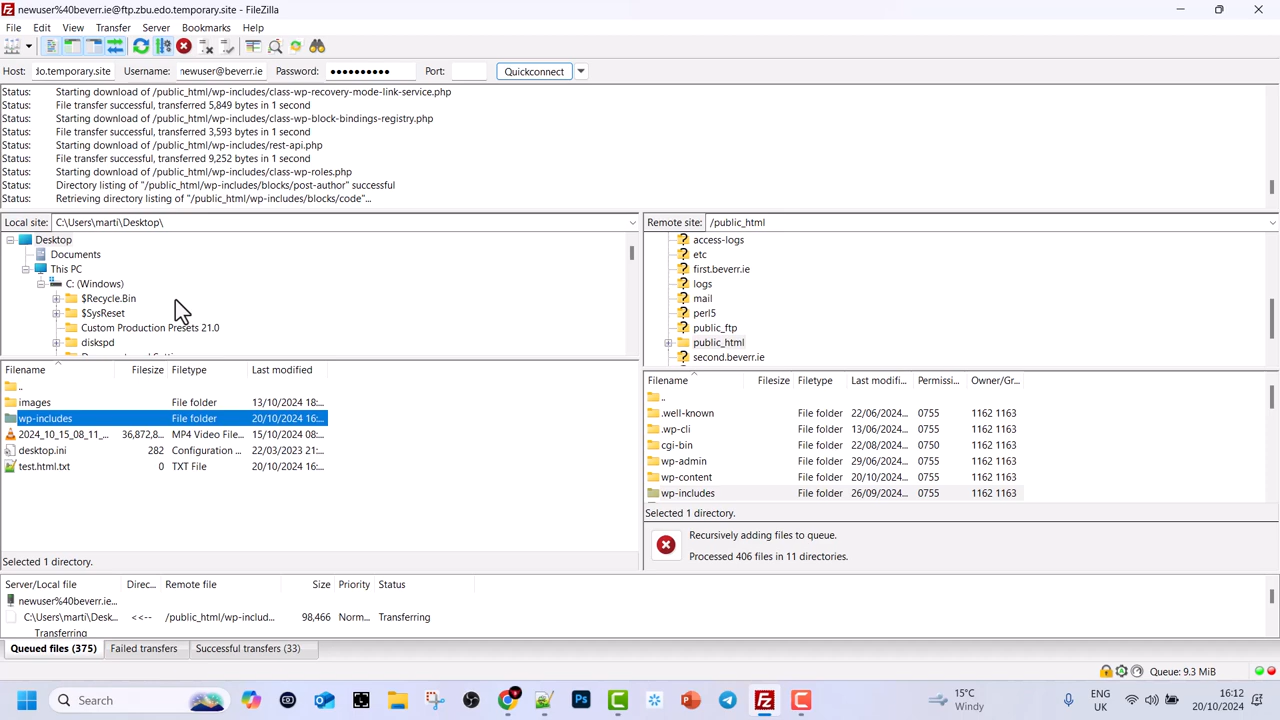 newuser%40beverr.ie@ftp.zbu.edo.temporary.site - FileZilla
File Edit View Transfer Server Bookmarks Help
Host: do.temporary.site Username: newuser@beverr.ie Password: ●●●●●●●●●● Port: Quickconnect
Status: Starting download of /public_html/wp-includes/class-wp-recovery-mode-link-service.php
Status: File transfer successful, transferred 5,849 bytes in 1 second
Status: Starting download of /public_html/wp-includes/class-wp-block-bindings-registry.php
Status: File transfer successful, transferred 3,593 bytes in 1 second
Status: Starting download of /public_html/wp-includes/rest-api.php
Status: File transfer successful, transferred 9,252 bytes in 1 second
Status: Starting download of /public_html/wp-includes/class-wp-roles.php
Status: Directory listing of "/public_html/wp-includes/blocks/post-author" successful
Status: Retrieving directory listing of "/public_html/wp-includes/blocks/code"...
Local site: C:\Users\marti\Desktop\
Desktop
Documents
This PC
C: (Windows)
$Recycle.Bin
$SysReset
Custom Production Presets 21.0
diskspd
Filename Filesize Filetype Last modified
..
images File folder 13/10/2024 18:...
wp-includes File folder 20/10/2024 16:...
2024_10_15_08_11_... 36,872,8... MP4 Video File... 15/10/2024 08:...
desktop.ini 282 Configuration ... 22/03/2023 21:...
test.html.txt 0 TXT File 20/10/2024 16:...
Selected 1 directory.
Remote site: /public_html
access-logs
etc
first.beverr.ie
logs
mail
perl5
public_ftp
public_html
second.beverr.ie
Filename Filesize Filetype Last modifi... Permissi... Owner/Gr...
..
.well-known File folder 22/06/2024... 0755 1162 1163
.wp-cli File folder 13/06/2024... 0755 1162 1163
cgi-bin File folder 22/08/2024... 0750 1162 1163
wp-admin File folder 29/06/2024... 0755 1162 1163
wp-content File folder 20/10/2024... 0755 1162 1163
wp-includes File folder 26/09/2024... 0755 1162 1163
Selected 1 directory.
Recursively adding files to queue.
Processed 406 files in 11 directories.
Server/Local file Direc... Remote file Size Priority Status
newuser%40beverr.ie...
C:\Users\marti\Desk... <<-- /public_html/wp-includ... 98,466 Norm... Transferring
Transferring
Queued files (375) Failed transfers Successful transfers (33)
Queue: 9.3 MiB
Search
15°C
Windy
ENG
UK
16:12
20/10/2024